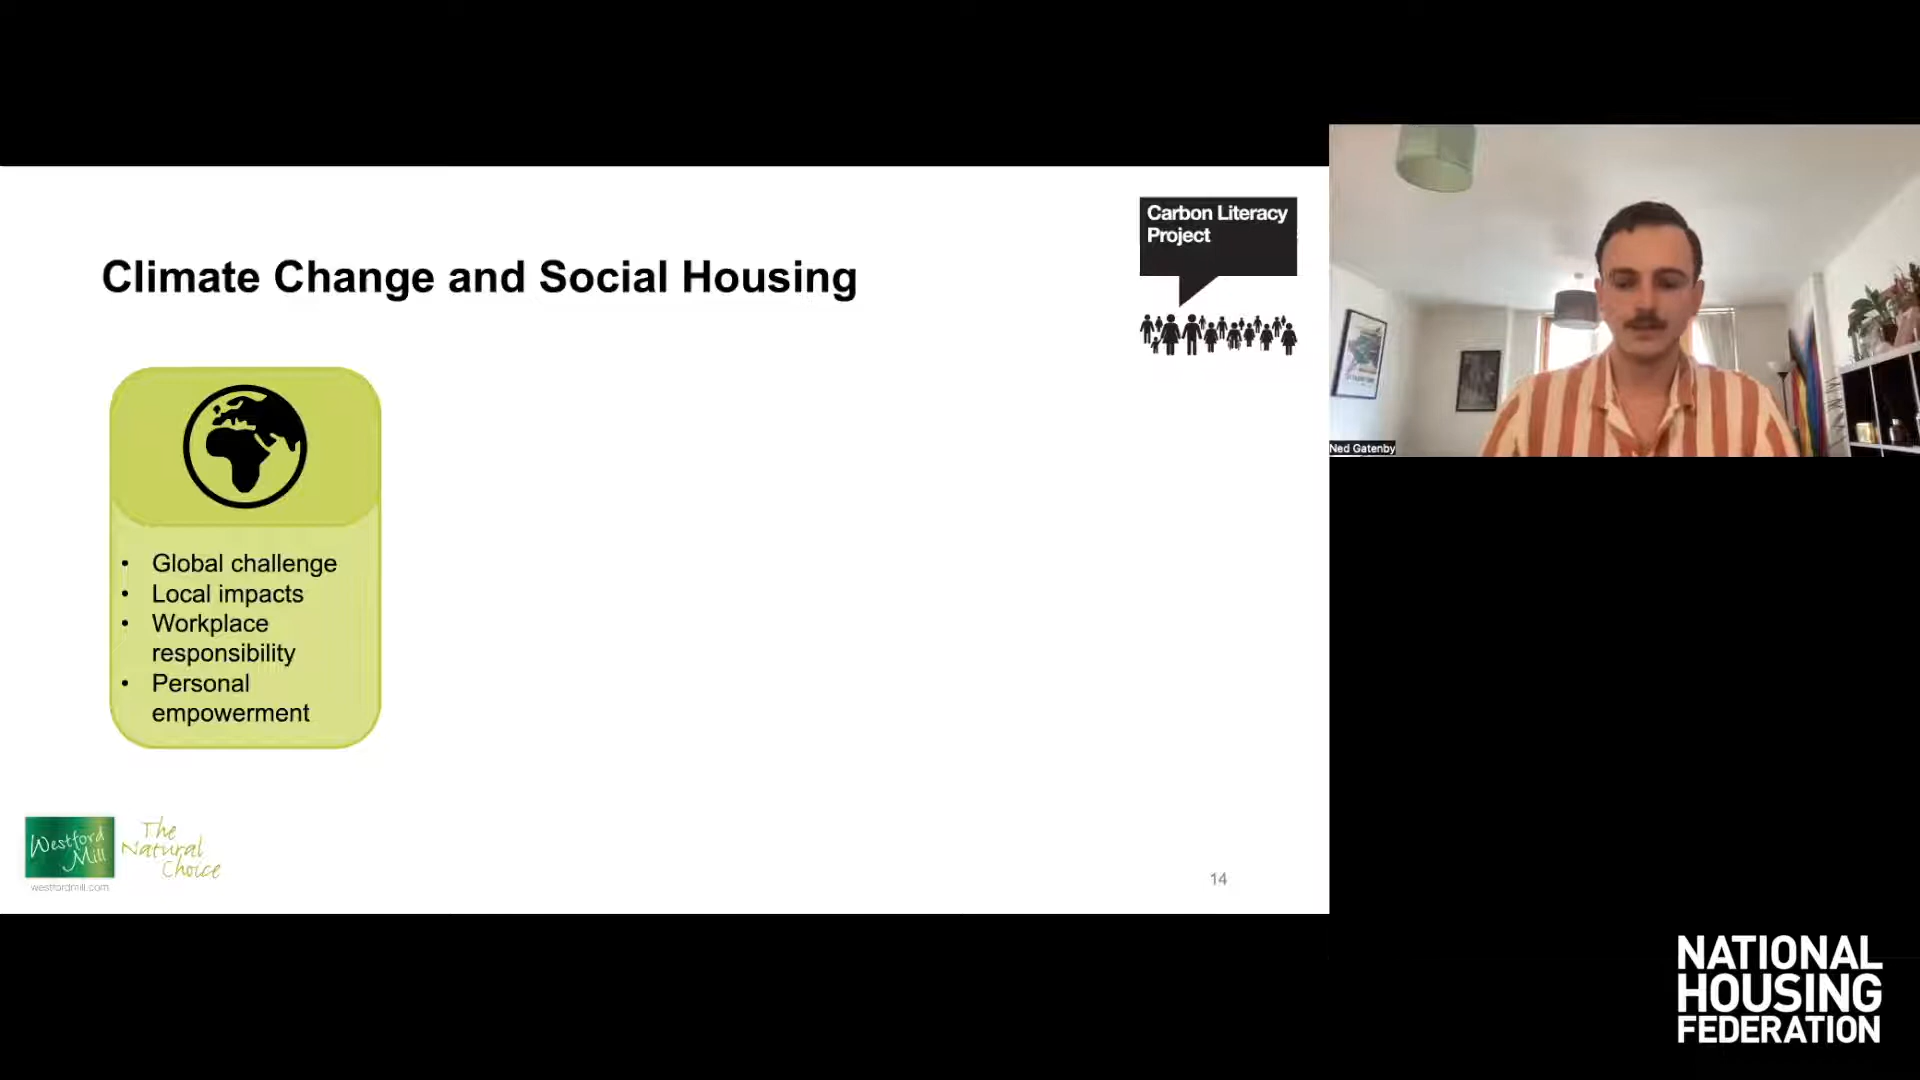 Carbon Literacy
Project
Climate Change and Social Housing
• Global challenge
• Local impacts
• Workplace
responsibility
• Personal
empowerment
Ned Gatenby
Westford
Mill
westfordmill.com
The
Natural
Choice
14
NATIONAL
HOUSING
FEDERATION